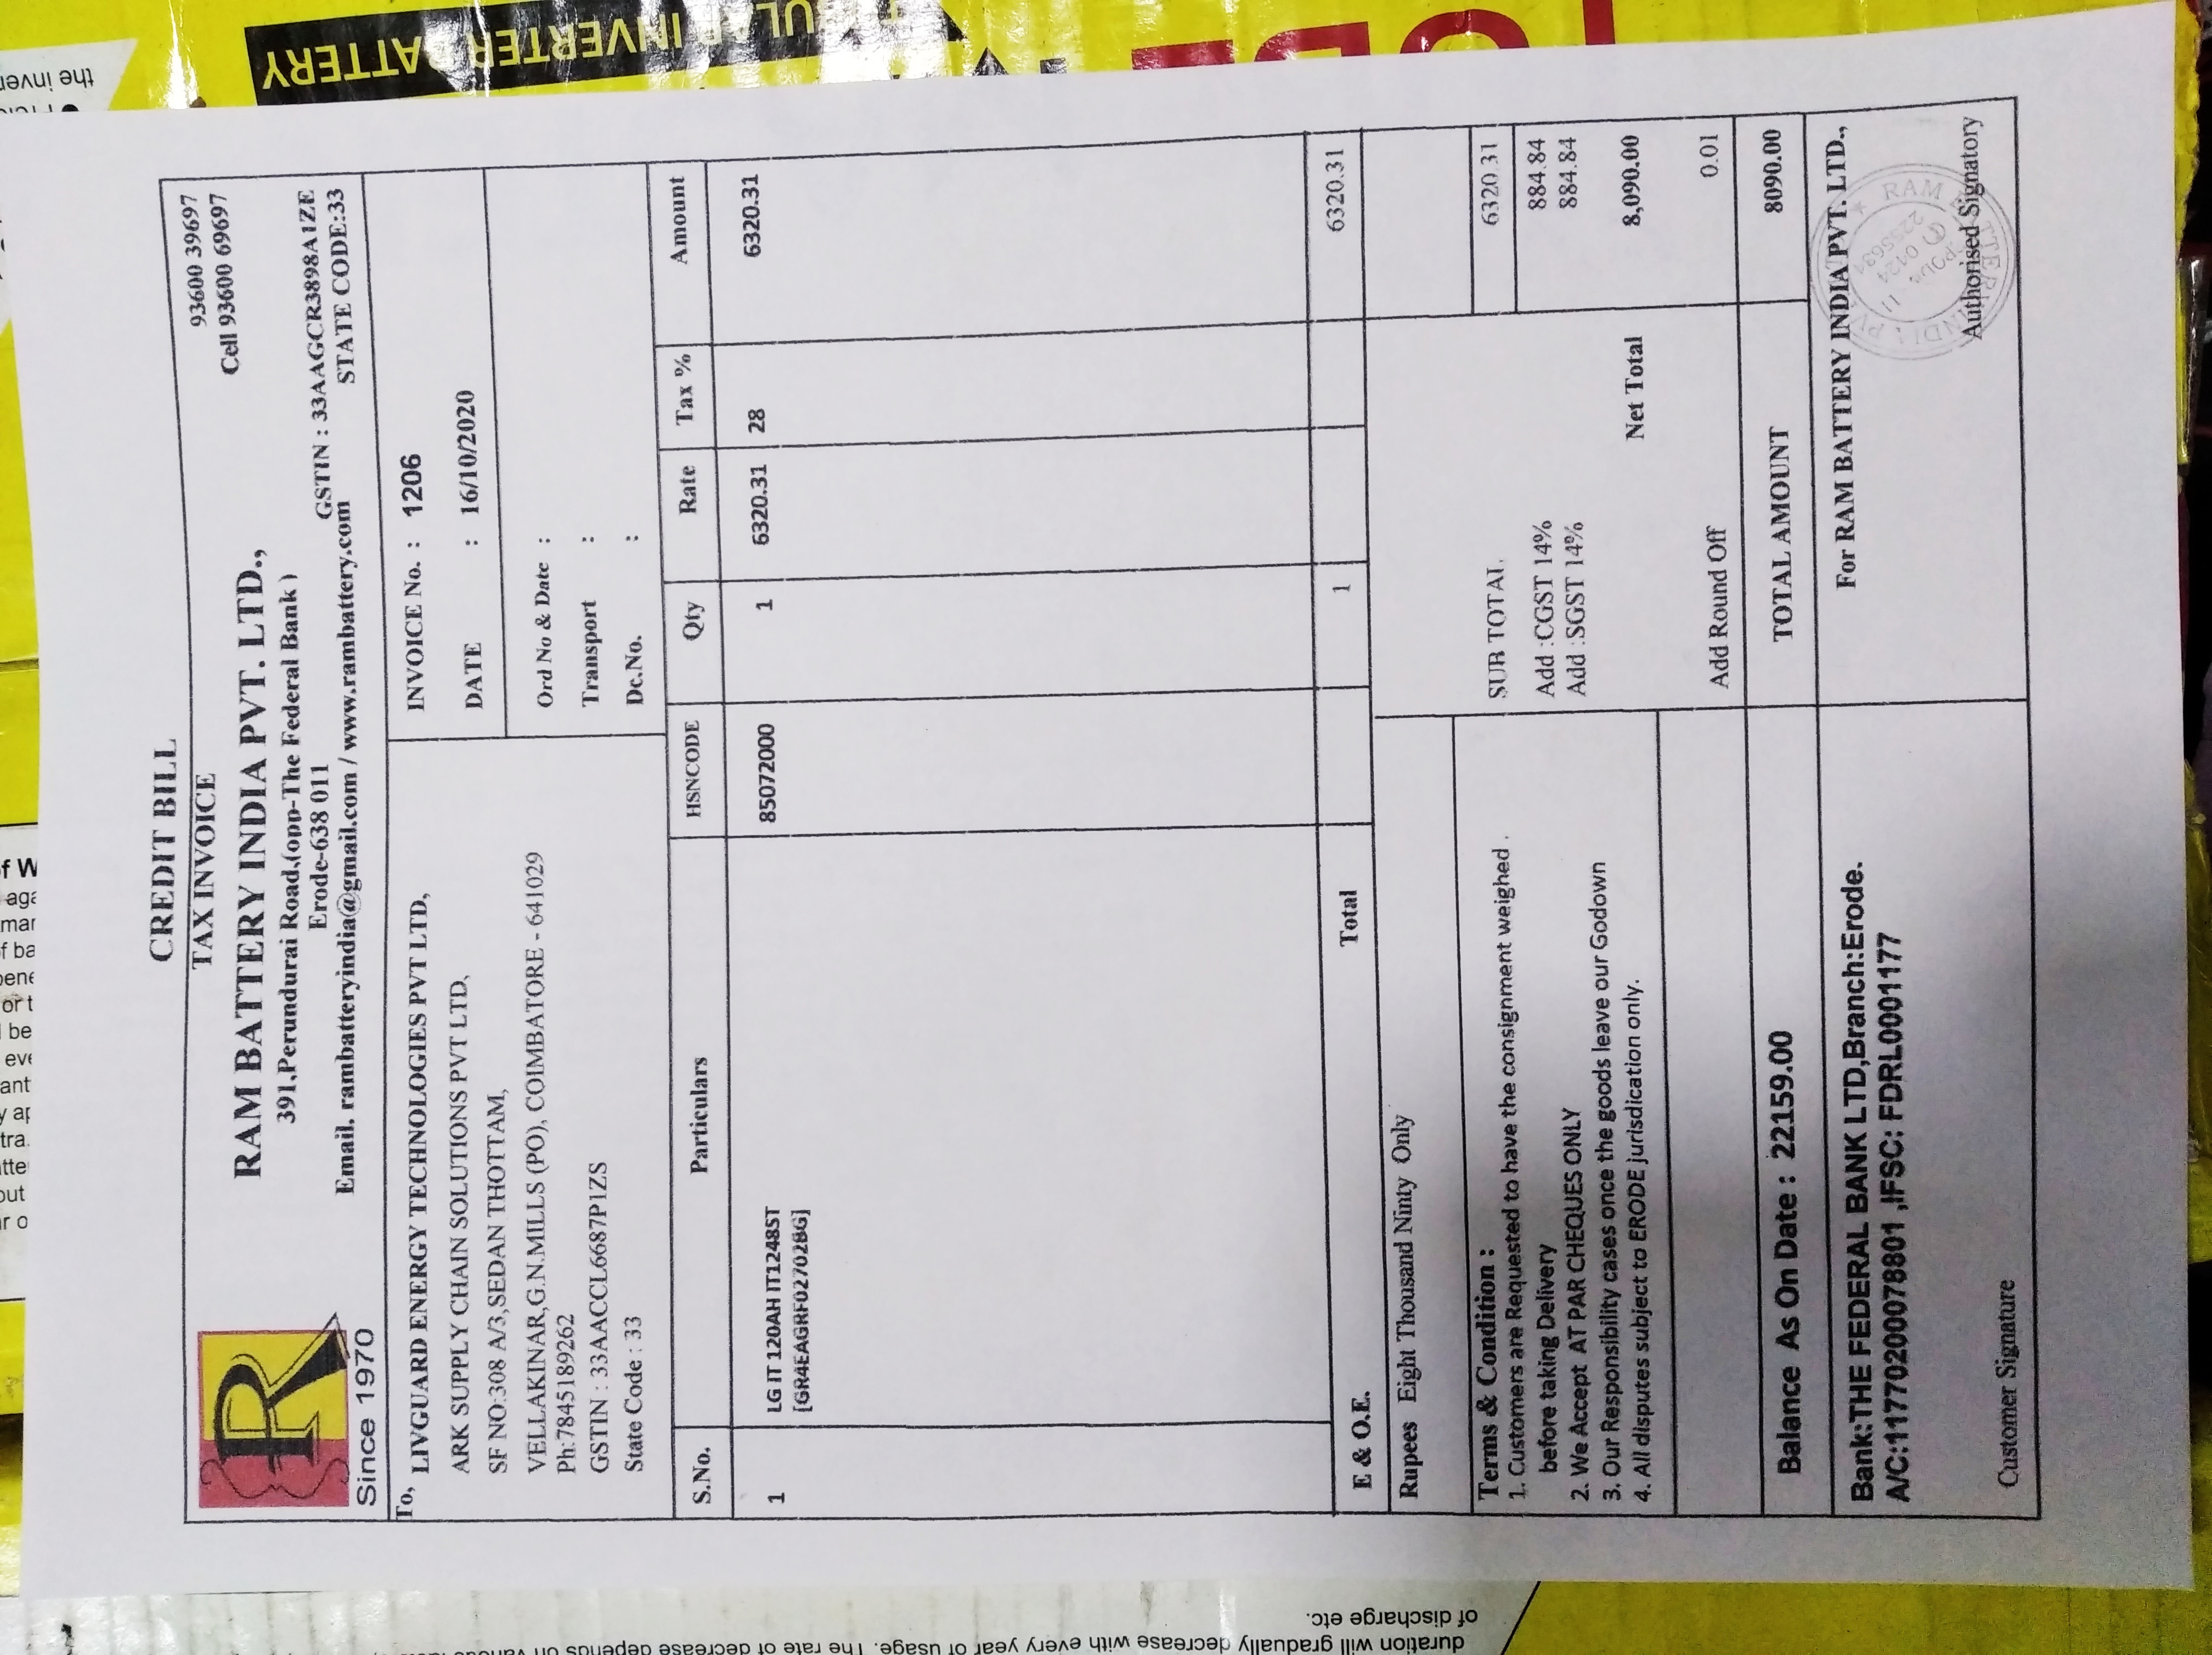 CREDIT BILL
TAX INVOICE
93600 39697
Cell 93600 69697
R
Since 1970
RAM BATTERY INDIA PVT. LTD.,
391,Perundurai Road,(opp-The Federal Bank )
Erode-638 011
Email. rambatteryindia@gmail.com / www.rambattery.com
GSTIN : 33AAGCR3898A1ZE
STATE CODE:33
To,
LIVGUARD ENERGY TECHNOLOGIES PVT LTD,
ARK SUPPLY CHAIN SOLUTIONS PVT LTD,
SF NO:308 A/3,SEDAN THOTTAM,
VELLAKINAR,G.N.MILLS (PO), COIMBATORE - 641029
Ph:7845189262
GSTIN : 33AACCL6687P1ZS
State Code : 33
INVOICE No. : 1206
DATE : 16/10/2020
Ord No & Date :
Transport :
Dc.No. :
S.No. Particulars HSNCODE Qty Rate Tax % Amount
1 LG IT 120AH IT1248ST 85072000 1 6320.31 28 6320.31
[GR4EAGRF027028G]
E & O.E. Total 1 6320.31
Rupees Eight Thousand Ninty Only
Terms & Condition :
1. Customers are Requested to have the consignment weighed .
before taking Delivery
2. We Accept AT PAR CHEQUES ONLY
3. Our Responsibility cases once the goods leave our Godown
4. All disputes subject to ERODE jurisdication only.
SUB TOTAL 6320.31
Add :CGST 14% 884.84
Add :SGST 14% 884.84
Net Total 8,090.00
Add Round Off 0.01
Balance As On Date : 22159.00
TOTAL AMOUNT 8090.00
Bank:THE FEDERAL BANK LTD,Branch:Erode.
A/C:11770200078801 ,IFSC: FDRL0001177
Customer Signature
For RAM BATTERY INDIA PVT. LTD.,
Authorised Signatory
duration will gradually decrease with every year of usage. The rate of decrease depends on
of discharge etc.
the inver
INVERTER BATTERY